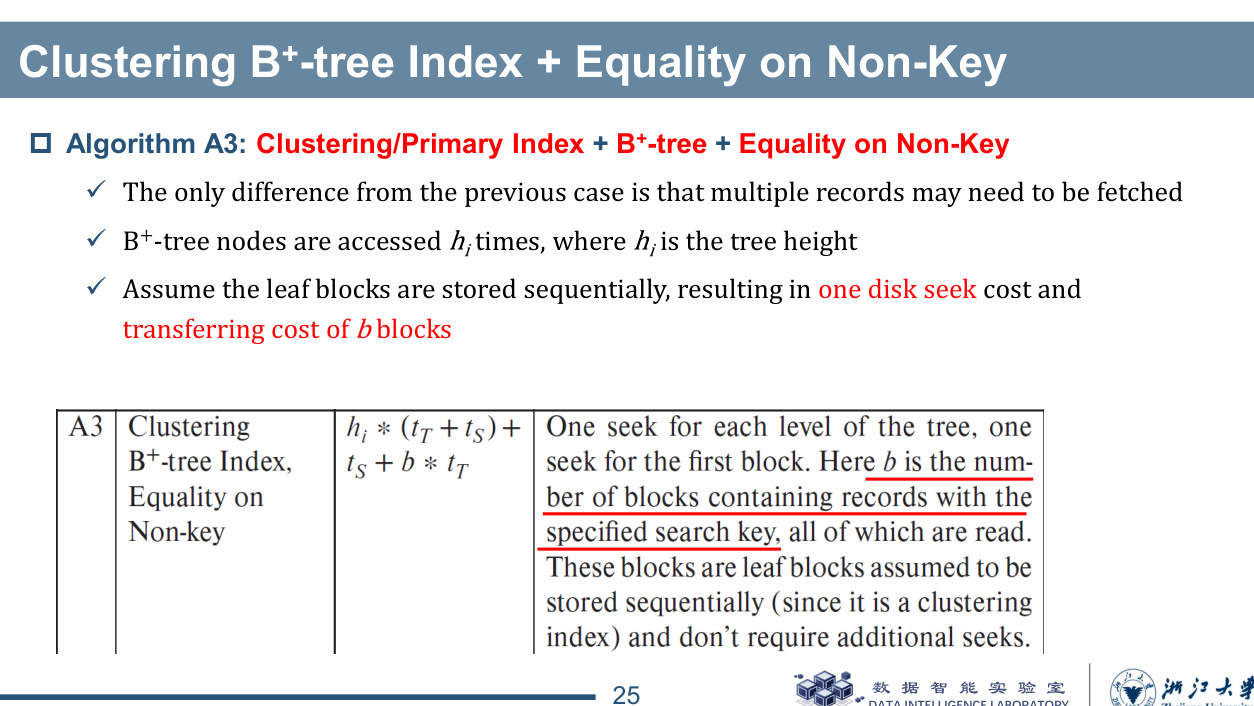 Clustering B⁺-tree Index + Equality on Non-Key
Algorithm A3: Clustering/Primary Index + B⁺-tree + Equality on Non-Key
The only difference from the previous case is that multiple records may need to be fetched
B⁺-tree nodes are accessed hᵢ times, where hᵢ is the tree height
Assume the leaf blocks are stored sequentially, resulting in one disk seek cost and
transferring cost of b blocks
A3
Clustering
B⁺-tree Index,
Equality on
Non-key
hᵢ ∗ (t_T + t_S) +
t_S + b ∗ t_T
One seek for each level of the tree, one
seek for the first block. Here b is the num-
ber of blocks containing records with the
specified search key, all of which are read.
These blocks are leaf blocks assumed to be
stored sequentially (since it is a clustering
index) and don't require additional seeks.
25
数据智能实验室
DATA INTELLIGENCE LABORATORY
浙江大学
Zhejiang University